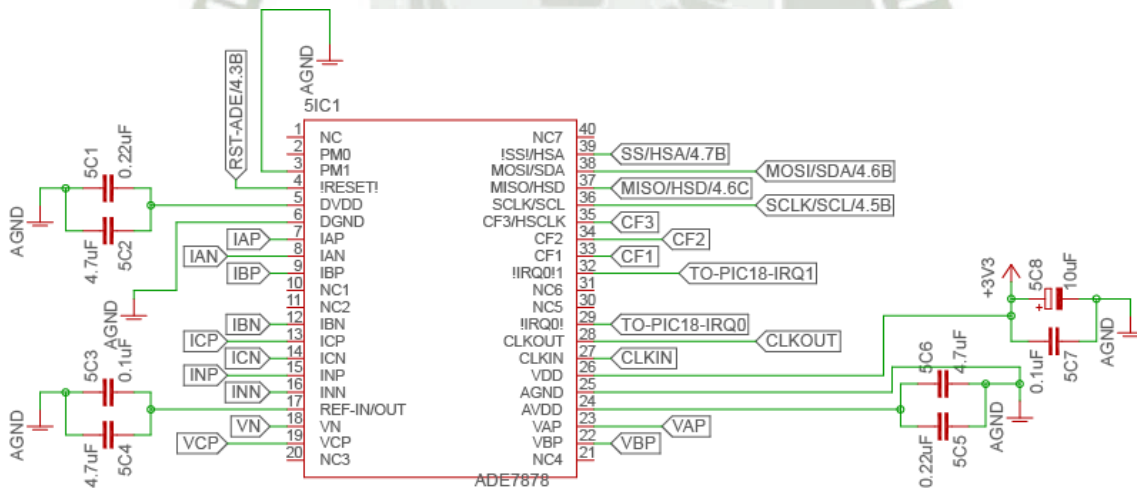 AGND
RST-ADE/4.3B
5IC1
1 NC
2 PM0
3 PM1
4 !RESET!
5 DVDD
6 DGND
7 IAP
8 IAN
9 IBP
10 NC1
11 NC2
12 IBN
13 ICP
14 ICN
15 INP
16 INN
17 REF-IN/OUT
18 VN
19 VCP
20 NC3
NC7 40
!SS!/HSA 39
MOSI/SDA 38
MISO/HSD 37
SCLK/SCL 36
CF3/HSCLK 35
CF2 34
CF1 33
!IRQ0!1 32
NC6 31
NC5 30
!IRQ0! 29
CLKOUT 28
CLKIN 27
VDD 26
AGND 25
AVDD 24
VAP 23
VBP 22
NC4 21
ADE7878
5C1
0.22uF
AGND
4.7uF
5C2
IAP
IAN
IBP
AGND
IBN
ICP
ICN
INP
INN
VN
VCP
5C3
0.1uF
AGND
4.7uF
5C4
SS/HSA/4.7B
MOSI/SDA/4.6B
MISO/HSD/4.6C
SCLK/SCL/4.5B
CF3
CF2
CF1
TO-PIC18-IRQ1
TO-PIC18-IRQ0
CLKOUT
CLKIN
VAP
VBP
+3V3
5C8
10uF
+
0.1uF
5C7
AGND
5C6
4.7uF
0.22uF
5C5
AGND